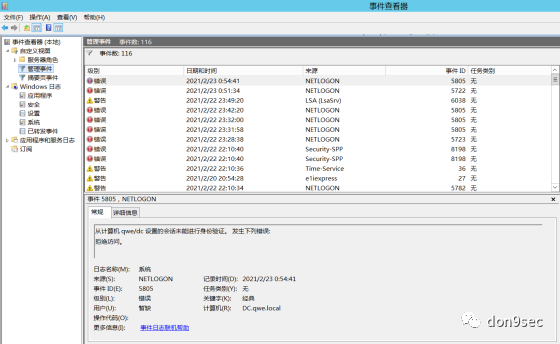 事件查看器
文件(F) 操作(A) 查看(V) 帮助(H)
事件查看器 (本地)
自定义视图
服务器角色
管理事件
摘要页事件
Windows 日志
应用程序
安全
设置
系统
已转发事件
应用程序和服务日志
订阅
管理事件 事件数: 116
事件数: 116
级别 日期和时间 来源 事件 ID 任务类别
错误 2021/2/23 0:54:41 NETLOGON 5805 无
错误 2021/2/23 0:51:34 NETLOGON 5722 无
警告 2021/2/22 23:49:20 LSA (LsaSrv) 6038 无
错误 2021/2/22 23:42:20 NETLOGON 5805 无
错误 2021/2/22 23:32:00 NETLOGON 5805 无
错误 2021/2/22 23:31:58 NETLOGON 5805 无
错误 2021/2/22 23:28:38 NETLOGON 5723 无
错误 2021/2/22 22:10:40 Security-SPP 8198 无
错误 2021/2/22 22:10:40 Security-SPP 8198 无
警告 2021/2/22 22:10:36 Time-Service 36 无
警告 2021/2/20 20:54:28 e1iexpress 27 无
警告 2021/2/22 22:10:34 NETLOGON 5782 无
事件 5805，NETLOGON
常规 详细信息
从计算机 qwe/dc 设置的会话未能进行身份验证。 发生下列错误:
拒绝访问。
日志名称(M): 系统
来源(S): NETLOGON 记录时间(D): 2021/2/23 0:54:41
事件 ID(E): 5805 任务类别(Y): 无
级别(L): 错误 关键字(K): 经典
用户(U): 暂缺 计算机(R): DC.qwe.local
操作代码(O):
更多信息(I): 事件日志联机帮助
don9sec